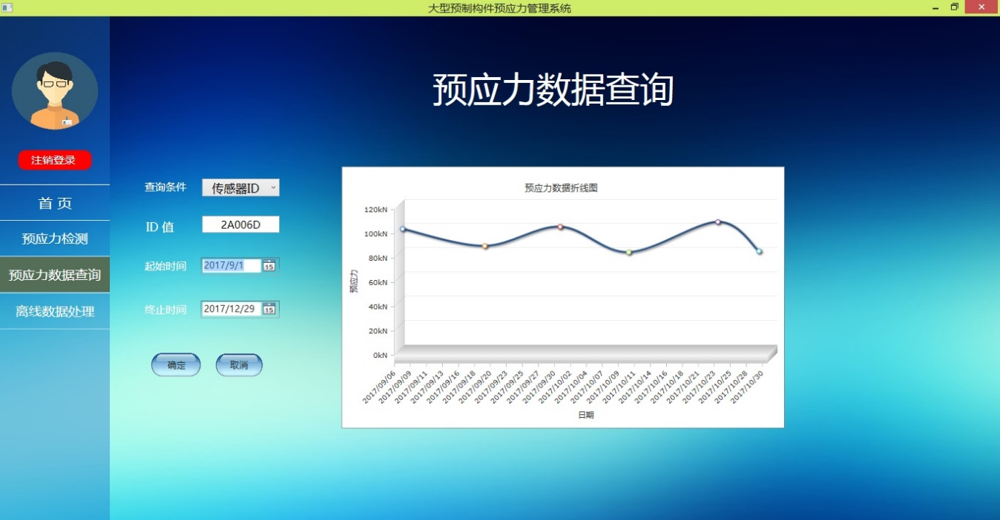 大型预制构件预应力管理系统
预应力数据查询
注销登录
首 页
预应力检测
预应力数据查询
离线数据处理
查询条件
传感器ID
ID 值
2A006D
起始时间
2017/9/1
15
终止时间
2017/12/29
15
确定
取消
预应力数据折线图
预应力
120kN
100kN
80kN
60kN
40kN
20kN
0kN
2017/09/06
2017/09/09
2017/09/11
2017/09/13
2017/09/16
2017/09/18
2017/09/20
2017/09/23
2017/09/25
2017/09/27
2017/09/30
2017/10/02
2017/10/04
2017/10/07
2017/10/09
2017/10/11
2017/10/14
2017/10/16
2017/10/18
2017/10/21
2017/10/23
2017/10/25
2017/10/28
2017/10/30
日期